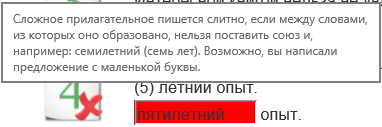 Сложное прилагательное пишется слитно, если между словами,
из которых оно образовано, нельзя поставить союз и,
например: семилетний (семь лет). Возможно, вы написали
предложение с маленькой буквы.
4
(5) летний опыт.
пятилетний опыт.